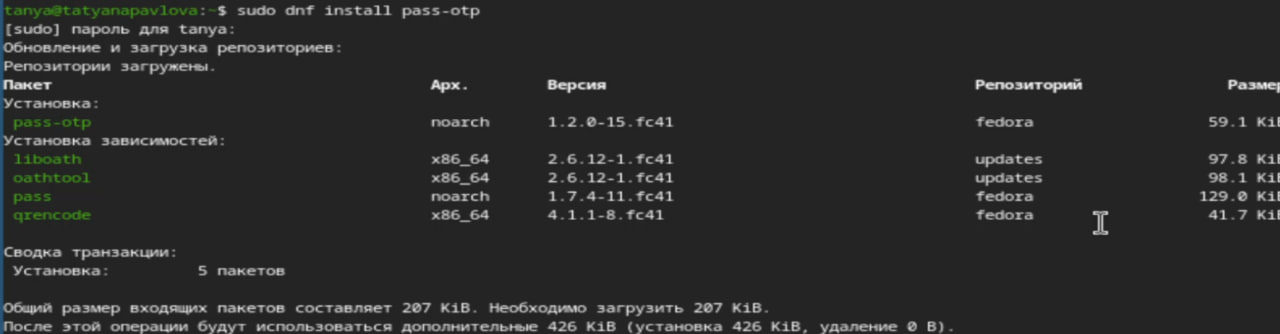 tanya@tatyanapavlova:~$ sudo dnf install pass-otp
[sudo] пароль для tanya:
Обновление и загрузка репозиториев:
Репозитории загружены.
Пакет Арх. Версия Репозиторий Размер
Установка:
pass-otp noarch 1.2.0-15.fc41 fedora 59.1 KiB
Установка зависимостей:
liboath x86_64 2.6.12-1.fc41 updates 97.8 KiB
oathtool x86_64 2.6.12-1.fc41 updates 98.1 KiB
pass noarch 1.7.4-11.fc41 fedora 129.0 KiB
qrencode x86_64 4.1.1-8.fc41 fedora 41.7 KiB
Сводка транзакции:
Установка: 5 пакетов
Общий размер входящих пакетов составляет 207 KiB. Необходимо загрузить 207 KiB.
После этой операции будут использоваться дополнительные 426 KiB (установка 426 KiB, удаление 0 B).